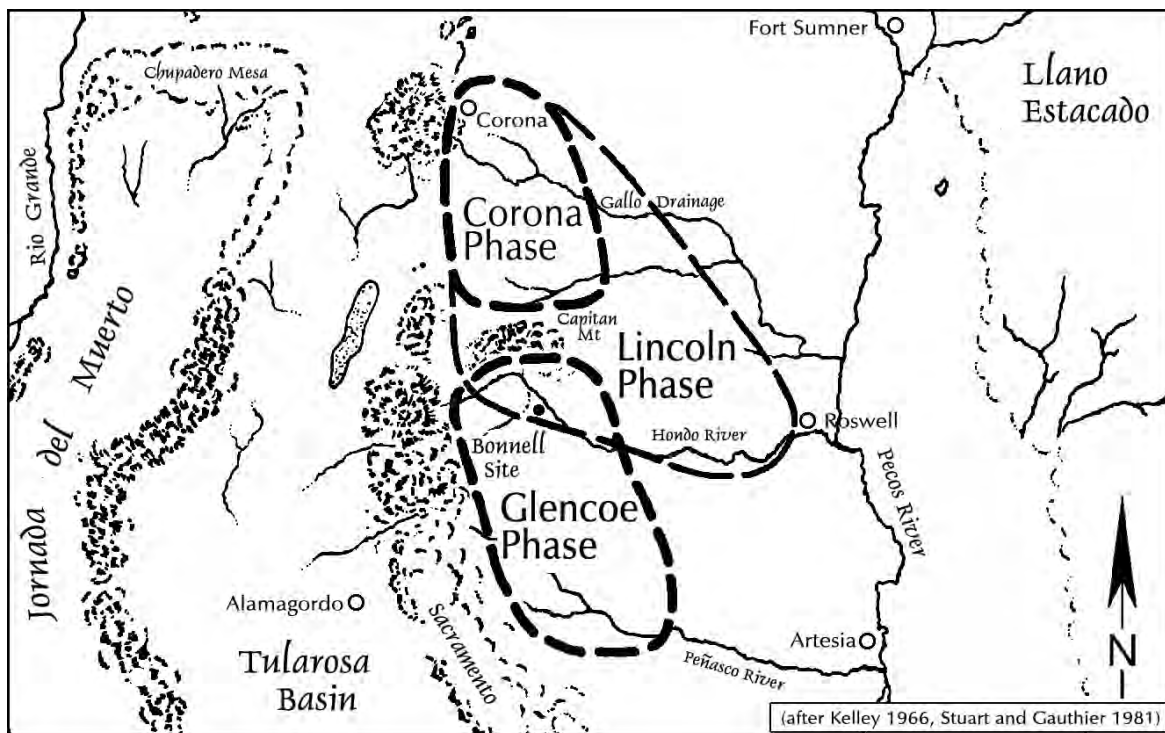 Fort Sumner
Llano
Estacado
Chupadero Mesa
Corona
Rio Grande
Gallo Drainage
Corona
Phase
Capitan
Mt
Lincoln
Phase
Jornada del Muerto
Roswell
Hondo River
Bonnell
Site
Pecos River
Glencoe
Phase
Alamagordo
Sacramento
Artesia
Tularosa
Basin
Peñasco River
N
(after Kelley 1966, Stuart and Gauthier 1981)